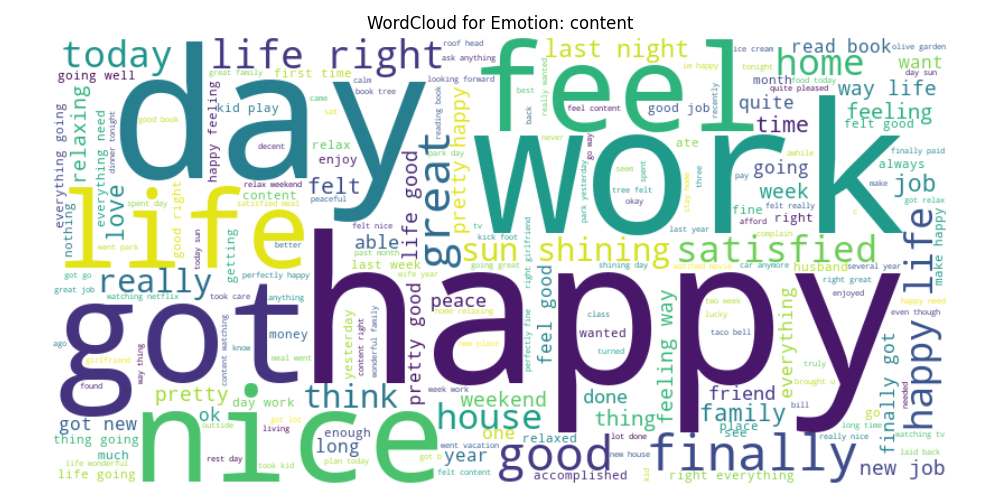 WordCloud for Emotion: content
today
life right
roof head
ask anything
last night
ice cream
read book
olive garden
going well
great family
first time
day
feel
im happy
tonight
home
want
day sun
looking forward
best
really wanted
food today
quite pleased
calm
came
book tree
sat
kid play
happy feeling
relaxing
everything going
everything need
dinner tonight
good book
decent
relax
enjoy
reading book
pretty happy
back
feel content
good job
recently
month
quite
time
way life
feeling
felt good
work
nothing
love
spent day
good right
today sun
relax weekend
content
satisfied meal
better
felt
peaceful
felt nice
able
past month
last week
life good
great
park day
tv
kick foot
never
go way
park yesterday
seem
spent
tree felt
okay
ate
three
stay home
last year
pay
awhile
going
week
fine
felt really
afford
right
complain
make
finally paid
always
job
got relax
life
sun shining
satisfied
happy life
make happy
got go
really
great job
watching netflix
getting
perfectly happy
took care
anything
wife year
going great
right girlfriend
shining day
watched movie
car anymore
husband
several year
right great
enjoyed
happy need
even though
got
happy
peace
home relaxing
pretty good
money
yesterday
content right
wonderful family
ago
girlfriend
found
way thing
content watching
know
meal went
new place
perfectly fine
feel good
class
wanted
turned
feeling way
two week
lucky
taco bell
everything
truly
brought u
bill
needed
pretty
day work
think
week work
weekend
house
one
relaxed
done
thing
friend
family
place
see
go
long time
finally got
watching tv
got new
ok
thing going
much
outside
got lot
living
enough
long
plan today
year
went vacation
got b
felt content
good
lot done
new house
accomplished
kid
finally
right everything
really nice
laid back
new job
life wonderful
life going
nice
rest day
took kid
went park